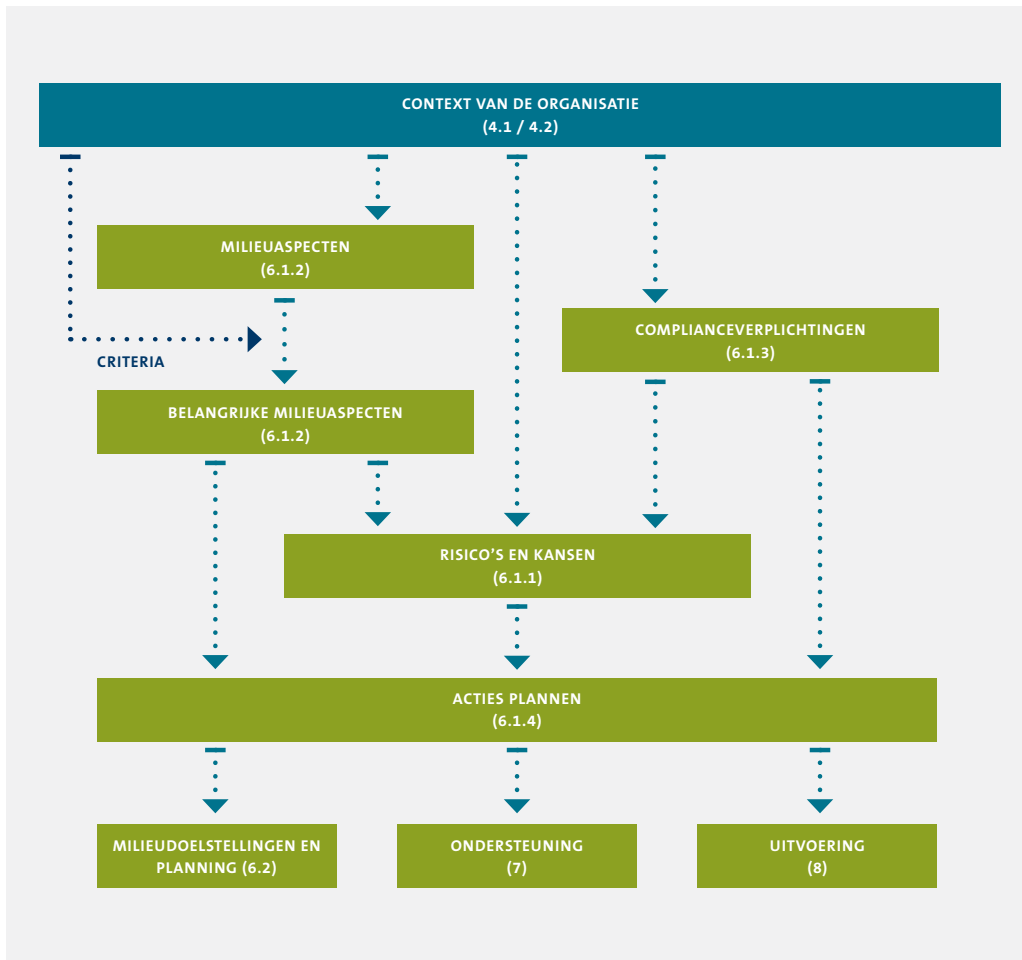 CONTEXT VAN DE ORGANISATIE
(4.1 / 4.2)
MILIEUASPECTEN
(6.1.2)
COMPLIANCEVERPLICHTINGEN
(6.1.3)
CRITERIA
BELANGRIJKE MILIEUASPECTEN
(6.1.2)
RISICO’S EN KANSEN
(6.1.1)
ACTIES PLANNEN
(6.1.4)
MILIEUDOELSTELLINGEN EN
PLANNING (6.2)
ONDERSTEUNING
(7)
UITVOERING
(8)